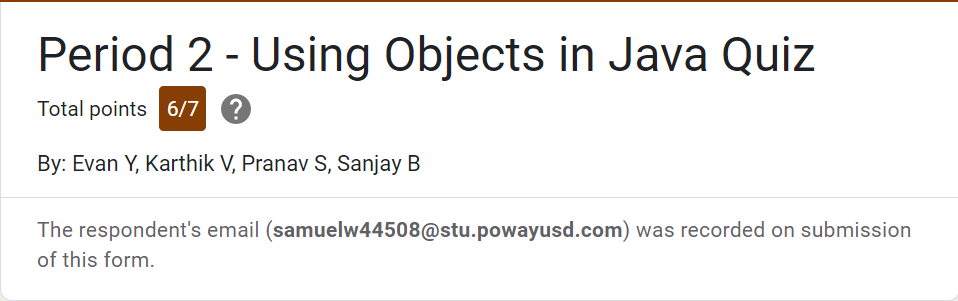 Period 2 - Using Objects in Java Quiz
Total points 6/7 ?
By: Evan Y, Karthik V, Pranav S, Sanjay B
The respondent's email (samuelw44508@stu.powayusd.com) was recorded on submission
of this form.